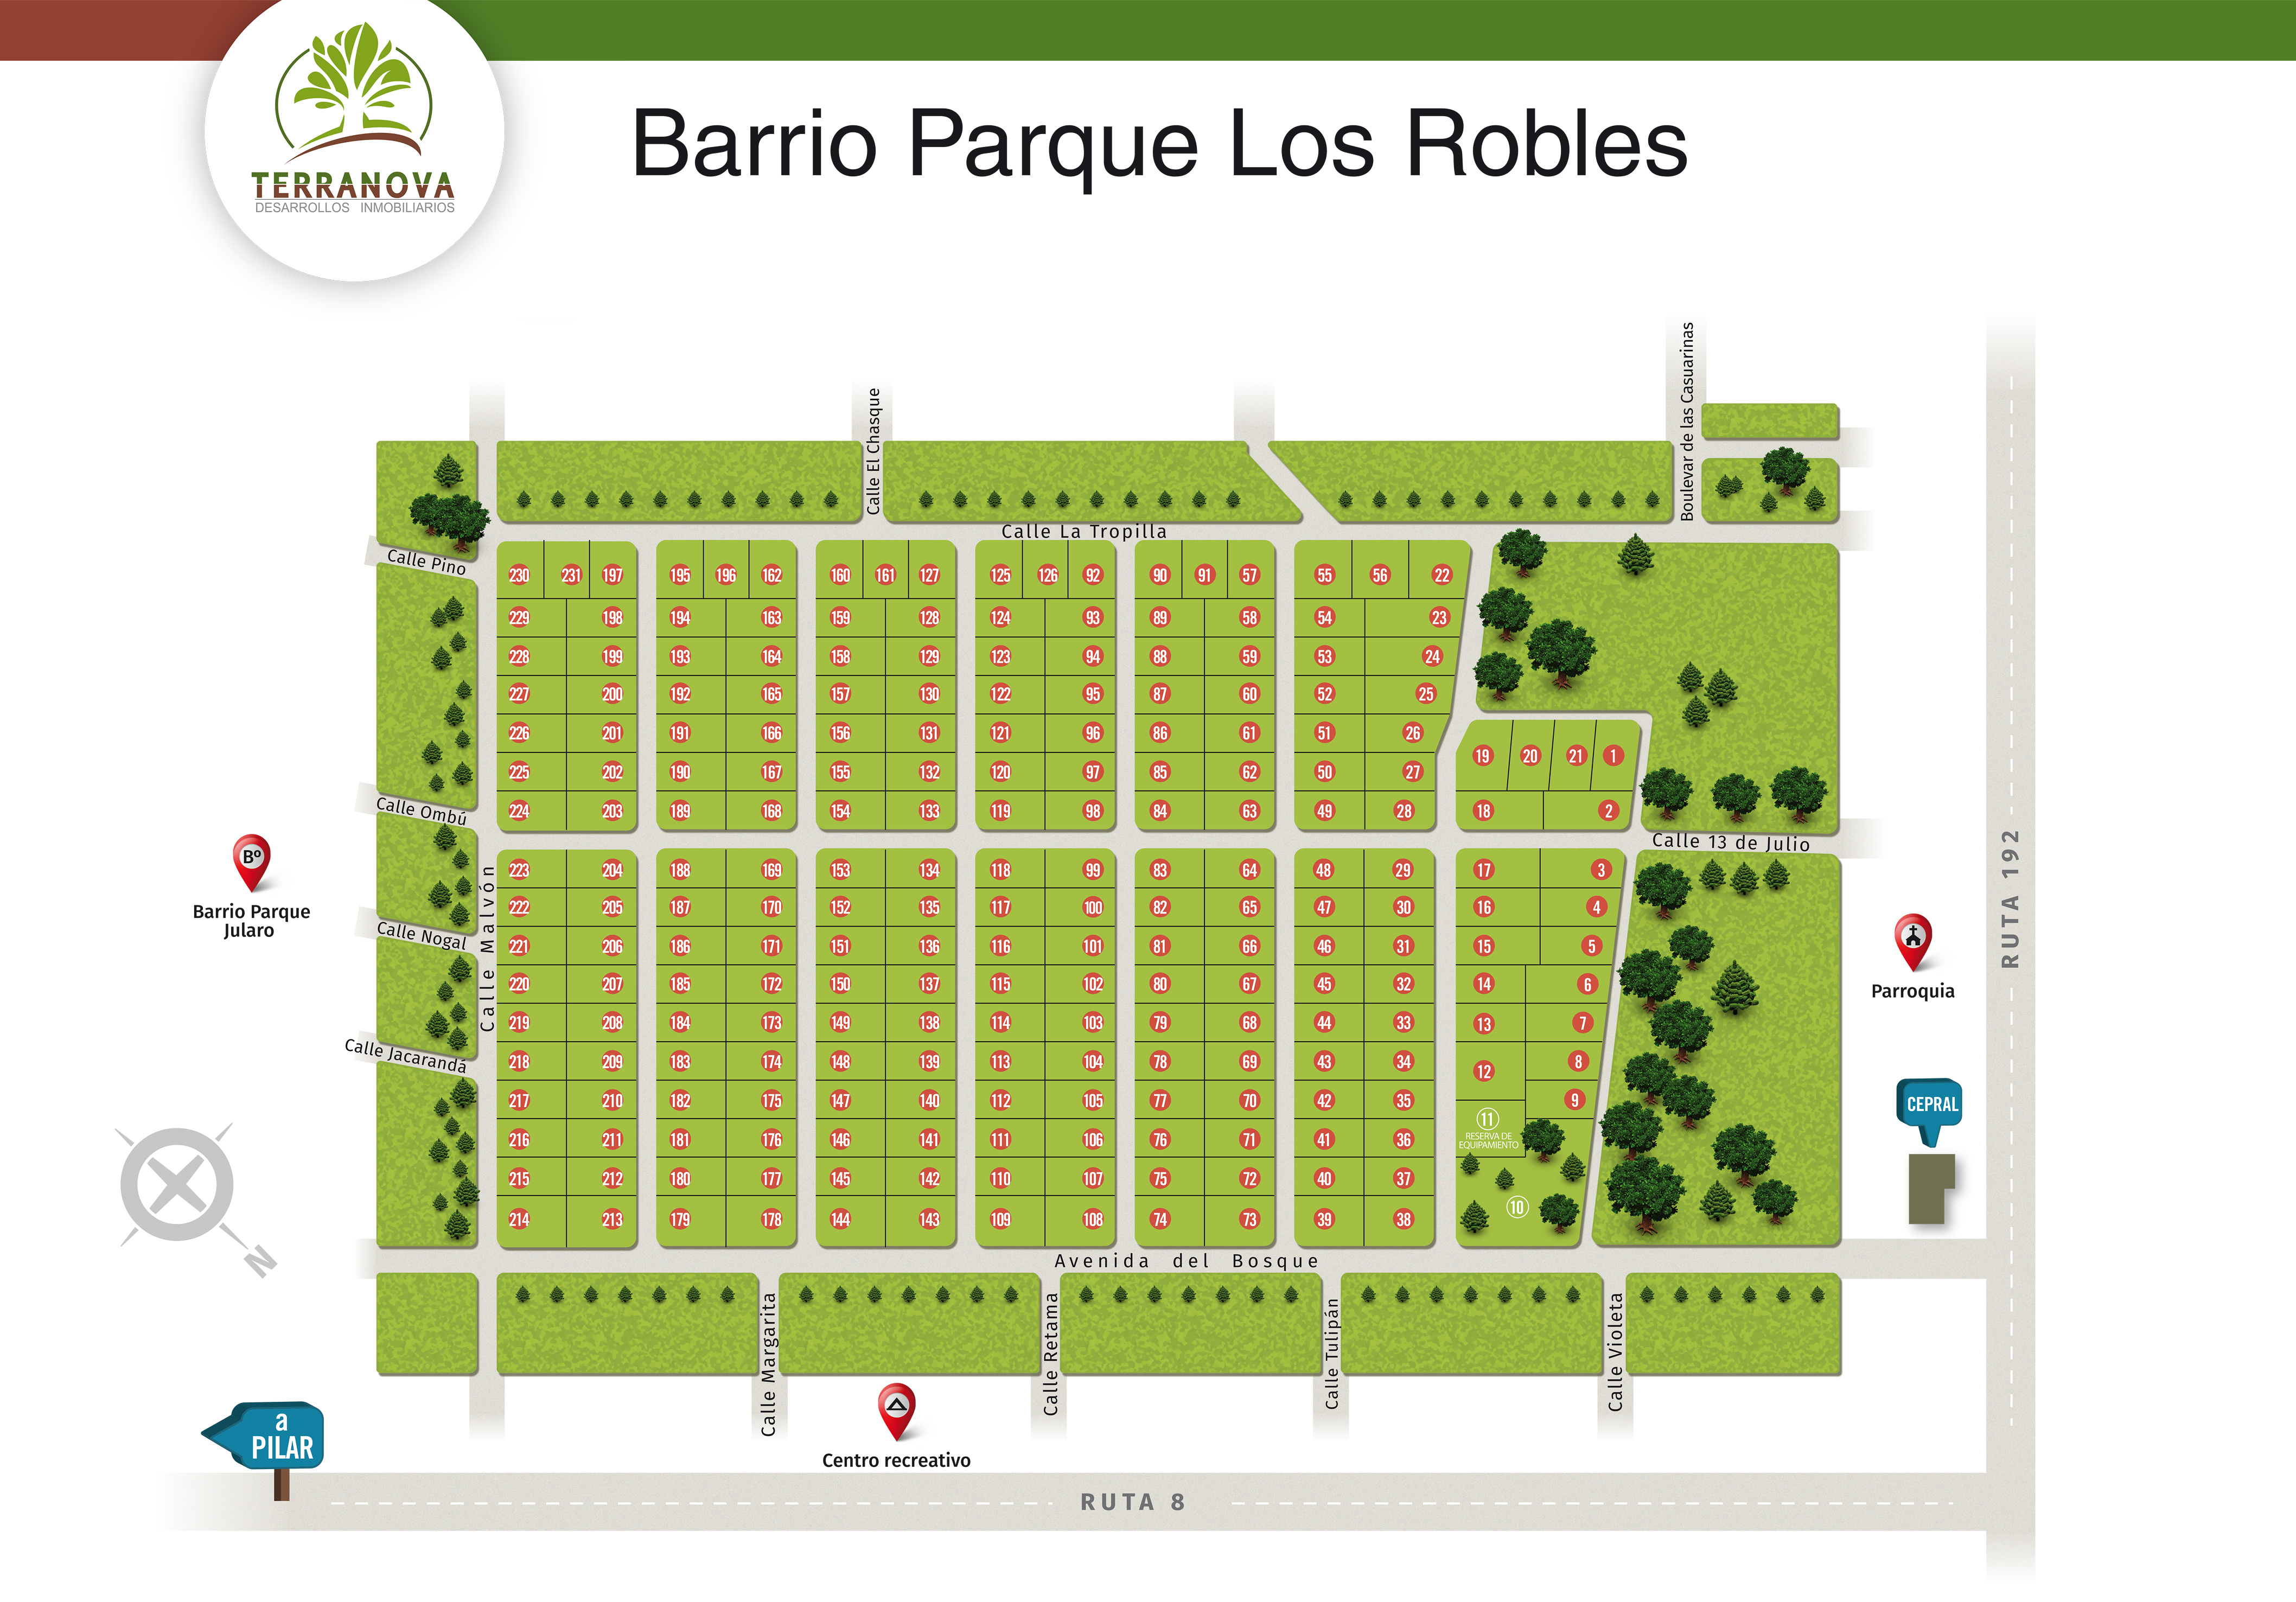 TERRANOVA
DESARROLLOS INMOBILIARIOS
Barrio Parque Los Robles
Boulevar de las Casuarinas
Calle El Chasque
Calle La Tropilla
Calle Pino
Calle Ombú
Calle Nogal
Calle Jacarandá
Calle Malvón
Calle 13 de Julio
230 231 197 195 196 162 160 161 127 125 126 92 90 91 57 55 56 22
229 198 194 163 159 128 124 93 89 58 54 23
228 199 193 164 158 129 123 94 88 59 53 24
227 200 192 165 157 130 122 95 87 60 52 25
226 201 191 166 156 131 121 96 86 61 51 26
19 20 21 1
225 202 190 167 155 132 120 97 85 62 50 27
224 203 189 168 154 133 119 98 84 63 49 28 18 2
223 204 188 169 153 134 118 99 83 64 48 29 17 3
222 205 187 170 152 135 117 100 82 65 47 30 16 4
221 206 186 171 151 136 116 101 81 66 46 31 15 5
220 207 185 172 150 137 115 102 80 67 45 32 14 6
219 208 184 173 149 138 114 103 79 68 44 33 13 7
218 209 183 174 148 139 113 104 78 69 43 34 12 8
217 210 182 175 147 140 112 105 77 70 42 35 9
11
RESERVA DE
EQUIPAMIENTO
216 211 181 176 146 141 111 106 76 71 41 36
215 212 180 177 145 142 110 107 75 72 40 37
10
214 213 179 178 144 143 109 108 74 73 39 38
Avenida del Bosque
Calle Margarita
Calle Retama
Calle Tulipán
Calle Violeta
Bº
Barrio Parque
Jularo
Parroquia
CEPRAL
RUTA 192
N
a
PILAR
Centro recreativo
RUTA 8